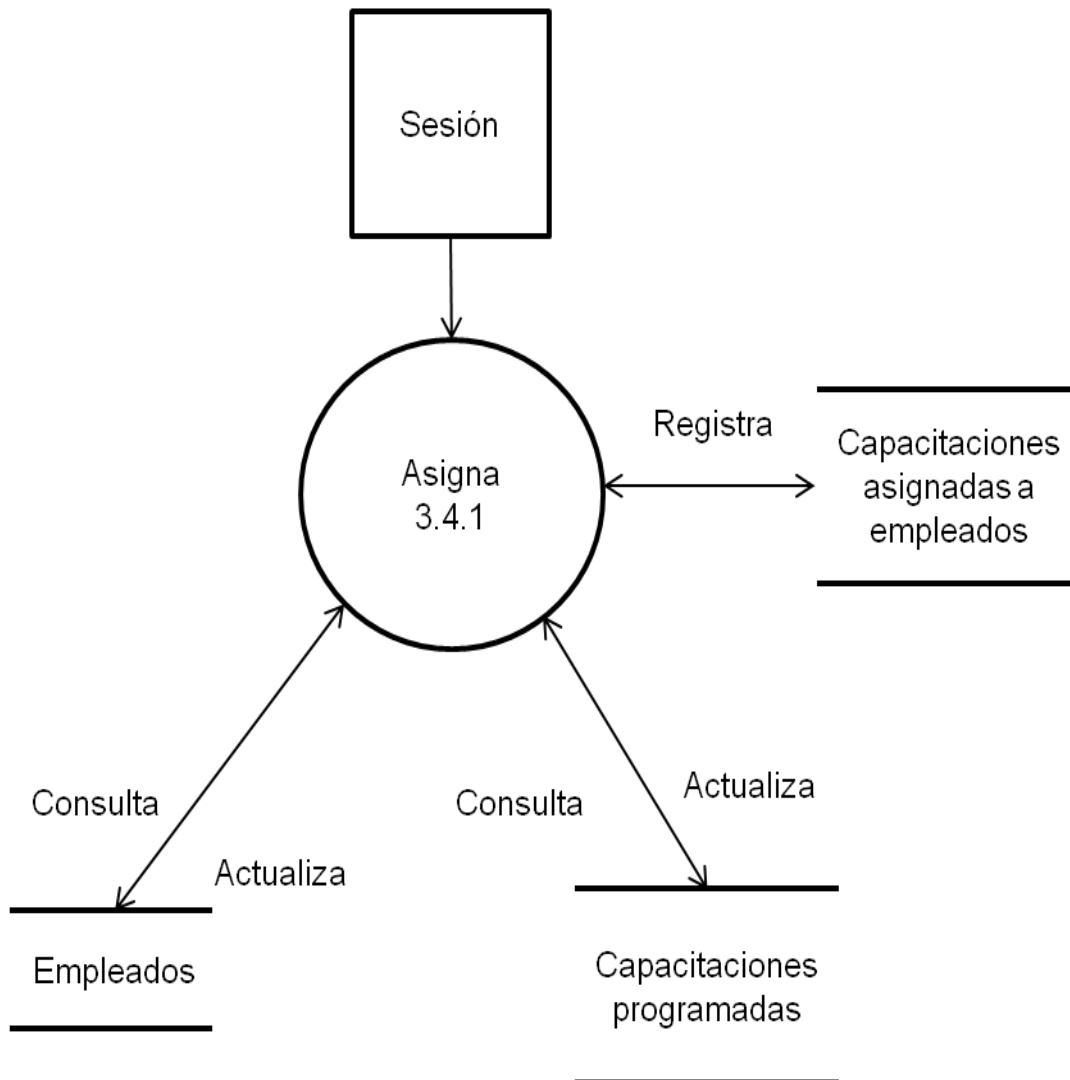 Sesión
Registra
Capacitaciones
asignadas a
empleados
Asigna
3.4.1
Consulta
Actualiza
Consulta
Actualiza
Empleados
Capacitaciones
programadas